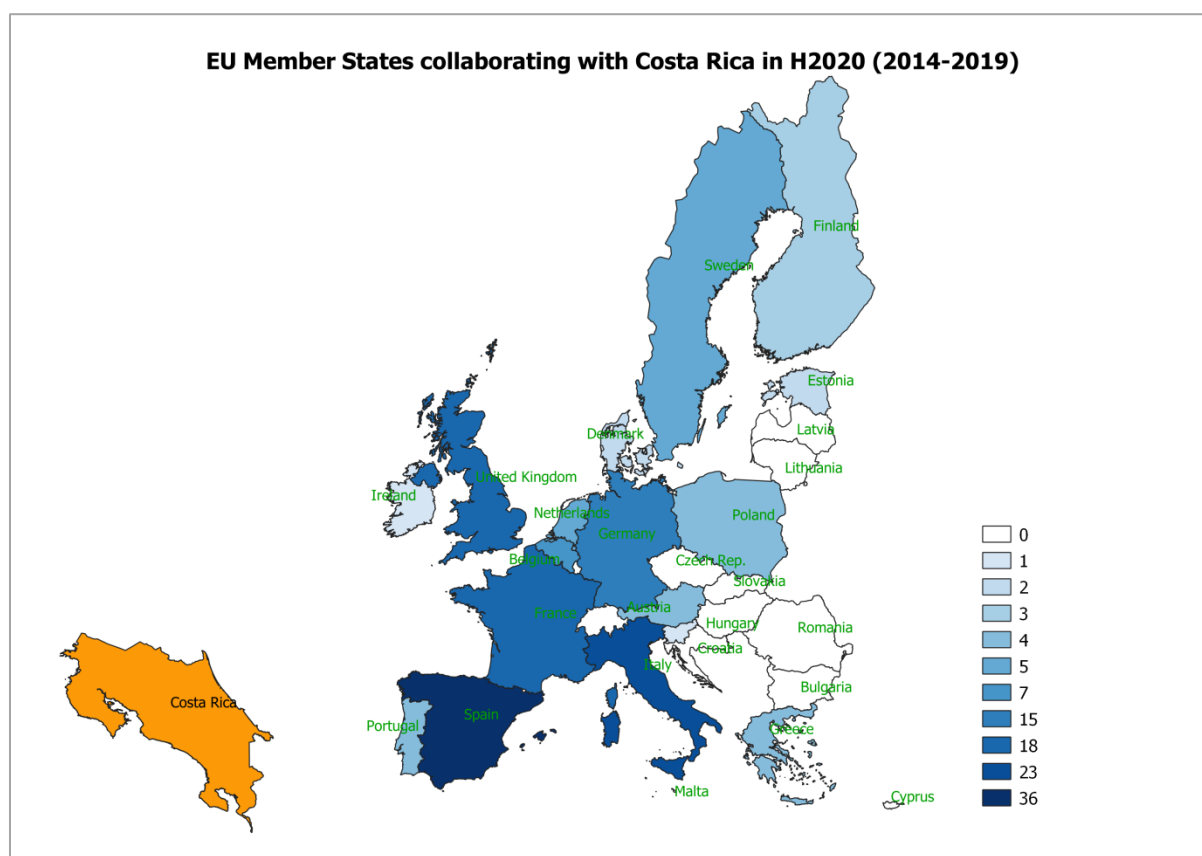 EU Member States collaborating with Costa Rica in H2020 (2014-2019)
Finland
Sweden
Estonia
Latvia
Denmark
Lithuania
United Kingdom
Ireland
Netherlands
Poland
Germany
Belgium
Czech Rep.
Slovakia
Austria
France
Hungary
Romania
Croatia
Italy
Bulgaria
Costa Rica
Spain
Portugal
Greece
Malta
Cyprus
0
1
2
3
4
5
7
15
18
23
36